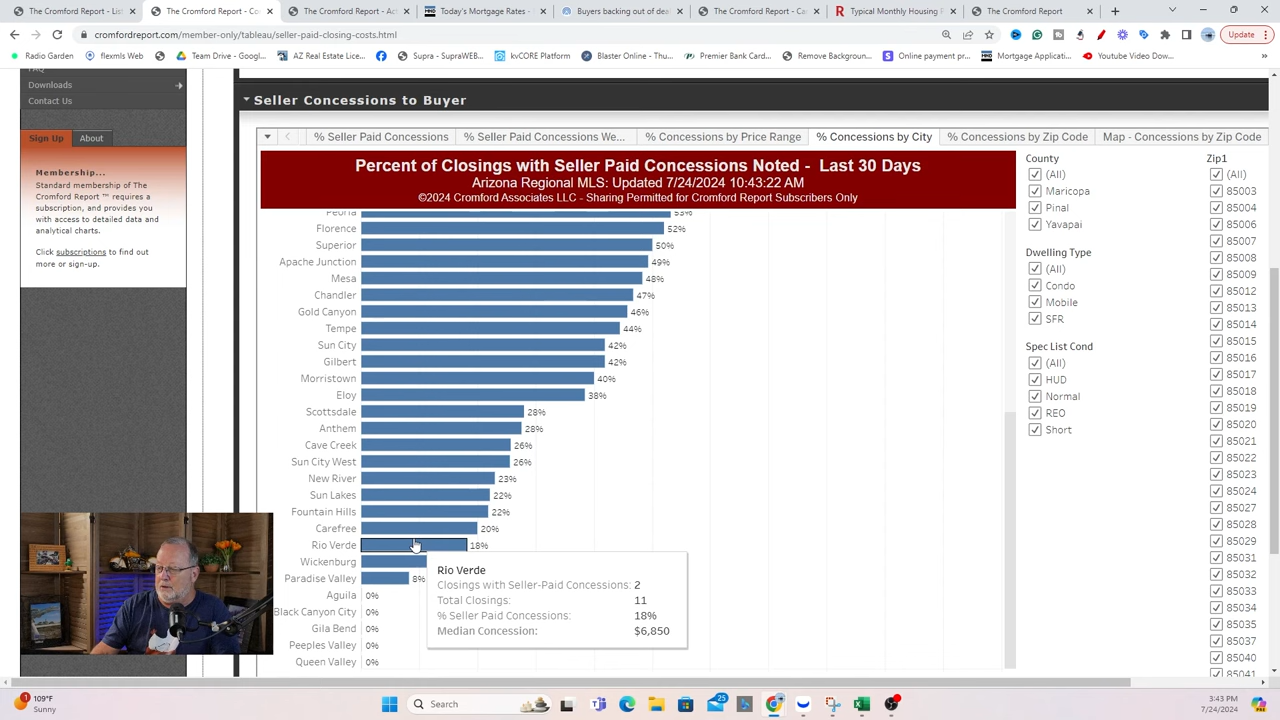 The Cromford Report - List
The Cromford Report - Co
The Cromford Report - Acti
Today's Mortgage Rates -
Buyers backing out of deal
The Cromford Report - Ca
Typical Monthly Housing P
The Cromford Report
cromfordreport.com/member-only/tableau/seller-paid-closing-costs.html
Update
Radio Garden
flexmls Web
Team Drive - Googl...
AZ Real Estate Lice...
Supra - SupraWEB...
kvCORE Platform
Blaster Online - Thu...
Premier Bank Card...
Remove Backgroun...
Online payment pr...
Mortgage Applicati...
Youtube Video Dow...
FAQ
Downloads
Contact Us
Sign Up
About
Membership...
Standard membership of The
Cromford Report ™ requires a
subscription, and provides you
with access to detailed data and
analytical charts.
Click subscriptions to find out
more or sign-up.
Seller Concessions to Buyer
% Seller Paid Concessions
% Seller Paid Concessions We...
% Concessions by Price Range
% Concessions by City
% Concessions by Zip Code
Map - Concessions by Zip Code
Percent of Closings with Seller Paid Concessions Noted - Last 30 Days
Arizona Regional MLS: Updated 7/24/2024 10:43:22 AM
©2024 Cromford Associates LLC - Sharing Permitted for Cromford Report Subscribers Only
Peoria 53%
Florence 52%
Superior 50%
Apache Junction 49%
Mesa 48%
Chandler 47%
Gold Canyon 46%
Tempe 44%
Sun City 42%
Gilbert 42%
Morristown 40%
Eloy 38%
Scottsdale 28%
Anthem 28%
Cave Creek 26%
Sun City West 26%
New River 23%
Sun Lakes 22%
Fountain Hills 22%
Carefree 20%
Rio Verde 18%
Wickenburg
Paradise Valley 8%
Aguila 0%
Black Canyon City 0%
Gila Bend 0%
Peeples Valley 0%
Queen Valley 0%
Rio Verde
Closings with Seller-Paid Concessions: 2
Total Closings: 11
% Seller Paid Concessions: 18%
Median Concession: $6,850
County
(All)
Maricopa
Pinal
Yavapai
Dwelling Type
(All)
Condo
Mobile
SFR
Spec List Cond
(All)
HUD
Normal
REO
Short
Zip1
(All)
85003
85004
85006
85007
85008
85009
85012
85013
85014
85015
85016
85017
85018
85019
85020
85021
85022
85023
85024
85027
85028
85029
85031
85032
85033
85034
85035
85037
85040
85041
109°F
Sunny
Search
25
3:43 PM
7/24/2024